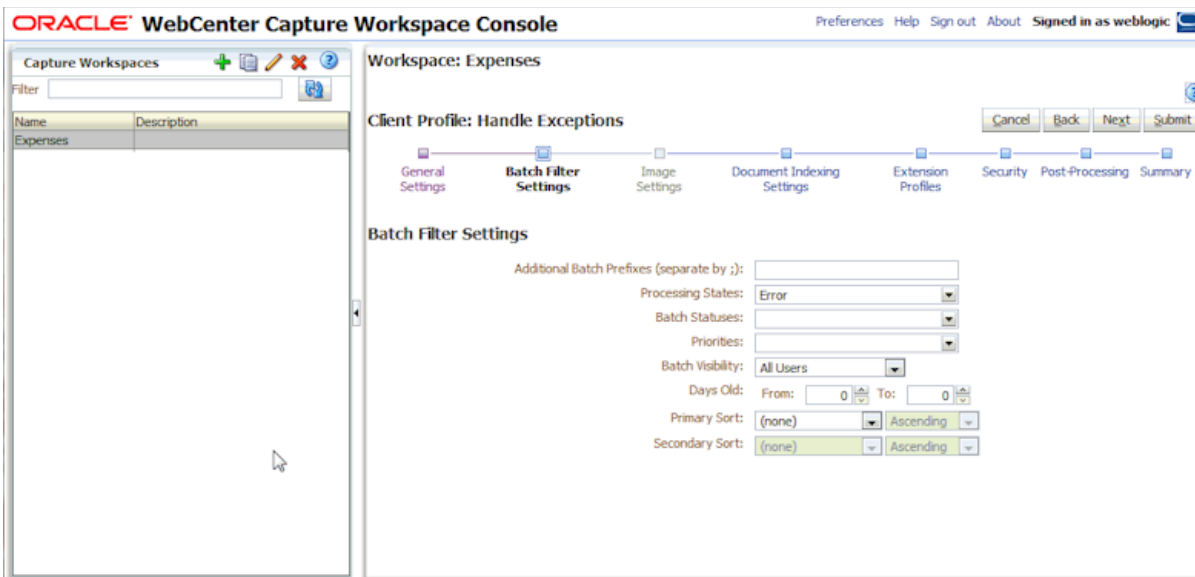 ORACLE WebCenter Capture Workspace Console
Preferences Help Sign out About Signed in as weblogic
Capture Workspaces
Filter
Name Description
Expenses
Workspace: Expenses
Client Profile: Handle Exceptions
Cancel Back Next Submit
General Settings
Batch Filter Settings
Image Settings
Document Indexing Settings
Extension Profiles
Security
Post-Processing
Summary
Batch Filter Settings
Additional Batch Prefixes (separate by ;):
Processing States: Error
Batch Statuses:
Priorities:
Batch Visibility: All Users
Days Old: From: 0 To: 0
Primary Sort: (none) Ascending
Secondary Sort: (none) Ascending